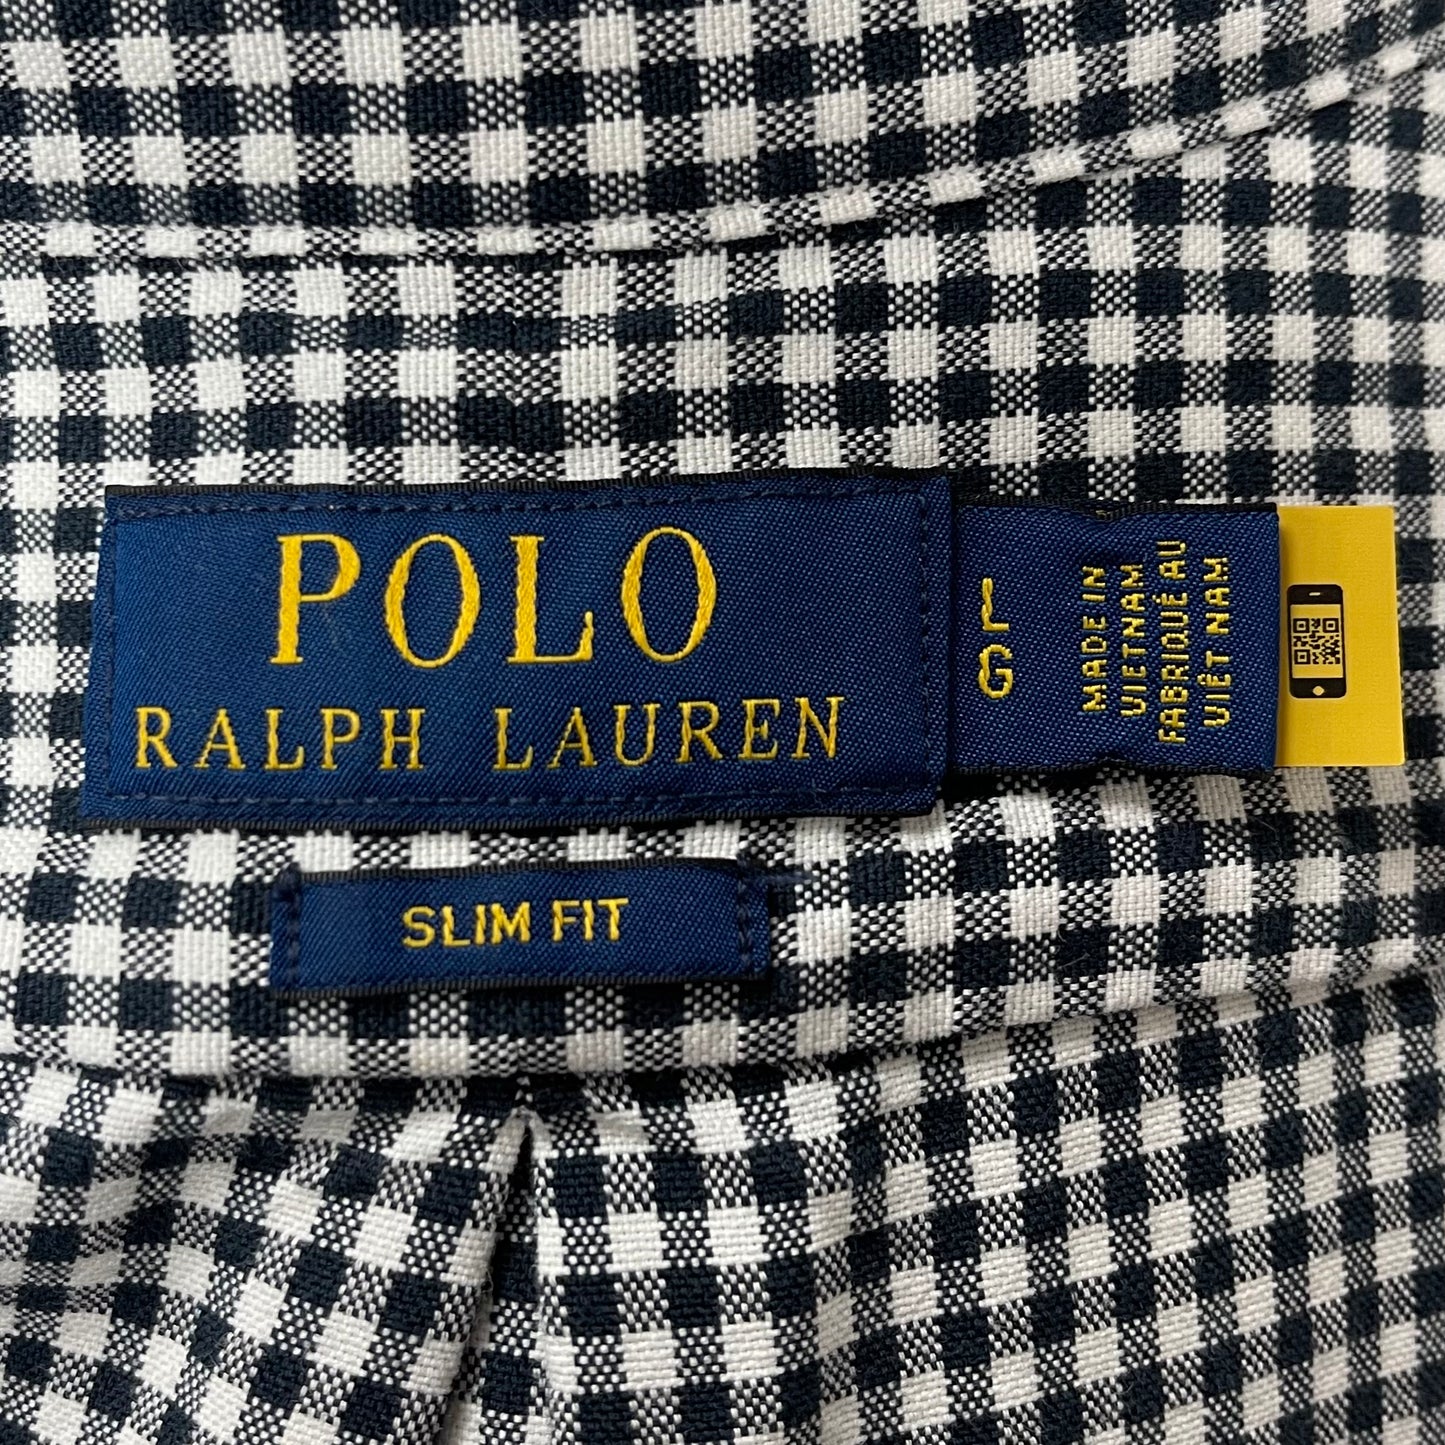 POLO
RALPH LAUREN
L
G
MADE IN
VIETNAM
FABRIQUÉ AU
VIÊT NAM
SLIM FIT